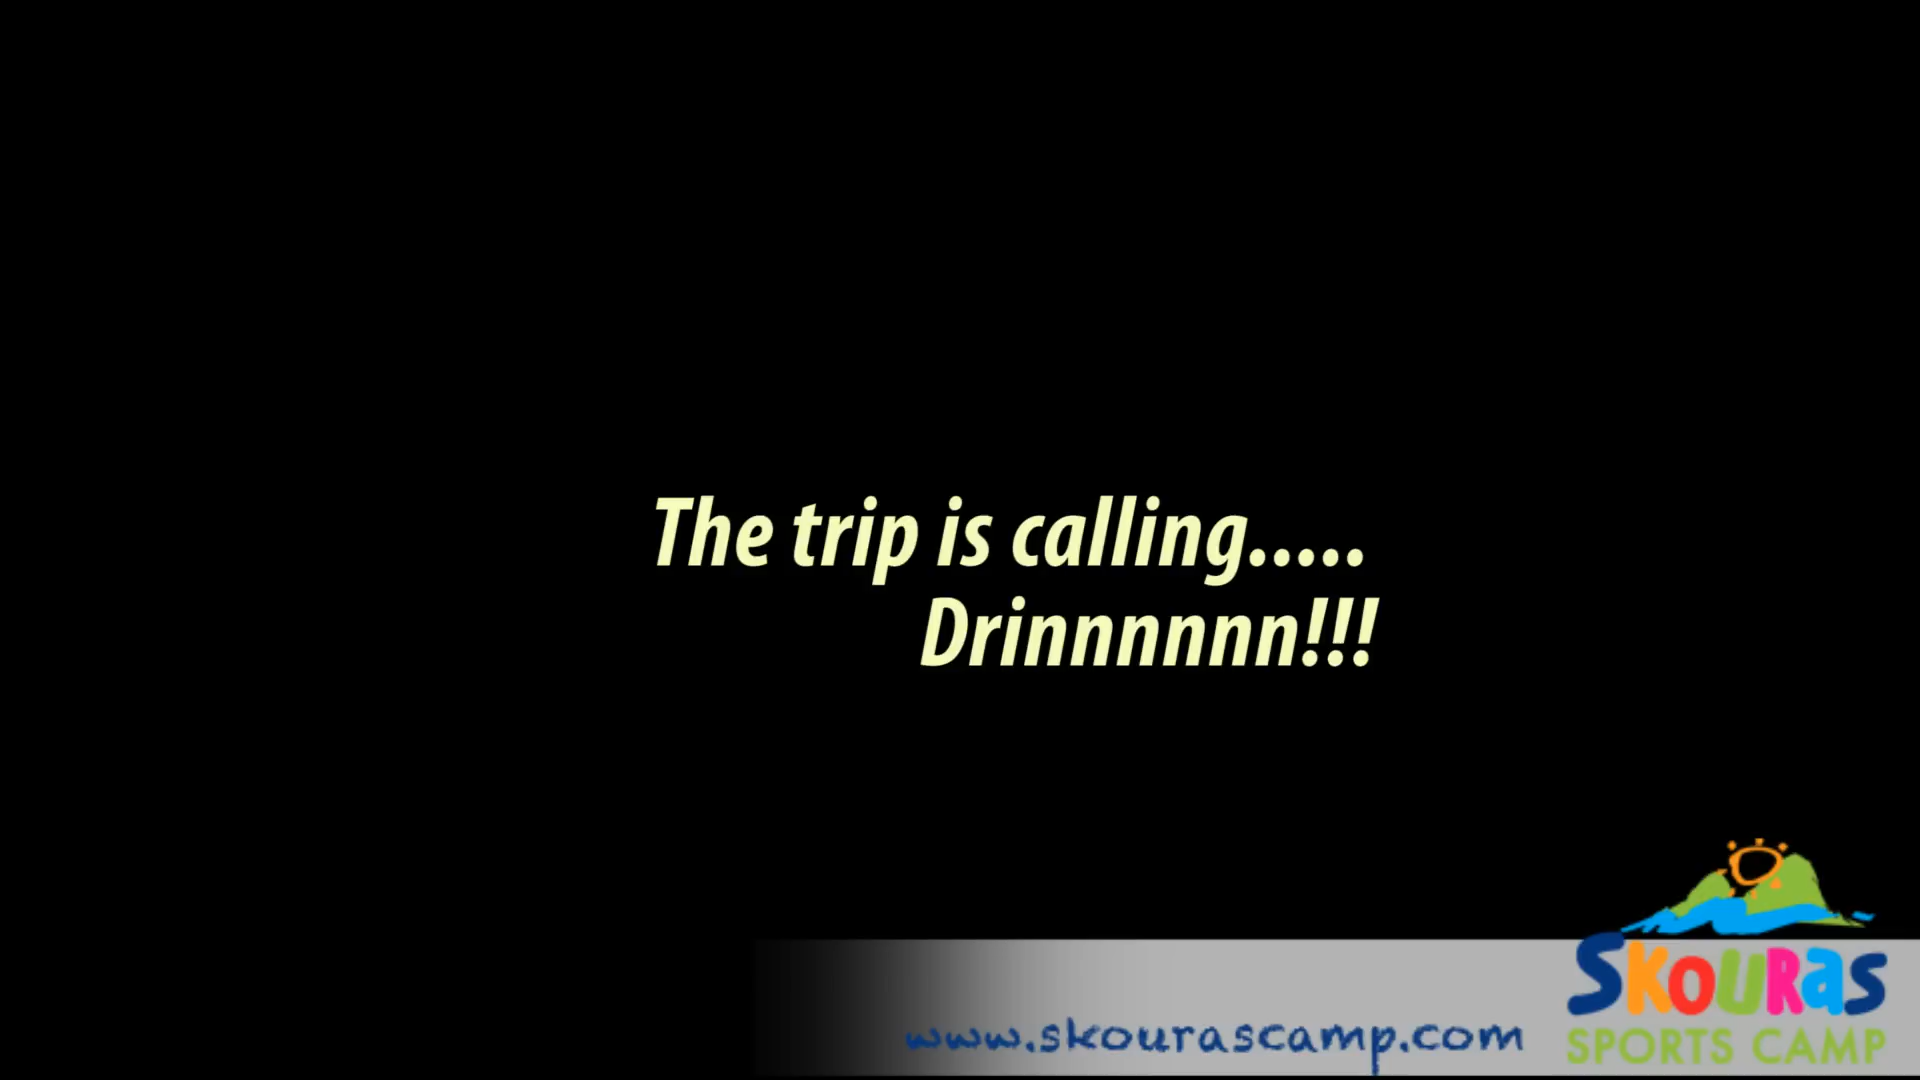 The trip is calling.....
Drinnnnnn!!!
www.skourascamp.com
SKOURAS
SPORTS CAMP